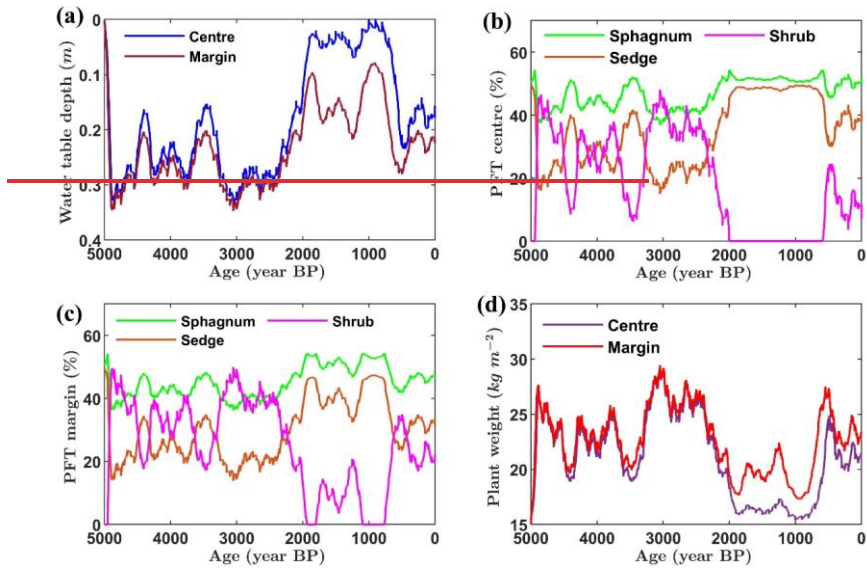 (a)
Centre
Margin
0
0.1
0.2
0.3
0.4
Water table depth (m)
5000 4000 3000 2000 1000 0
Age (year BP)
(b)
Sphagnum Shrub
Sedge
60
40
20
0
PFT centre (%)
5000 4000 3000 2000 1000 0
Age (year BP)
(c)
Sphagnum Shrub
Sedge
60
40
20
0
PFT margin (%)
5000 4000 3000 2000 1000 0
Age (year BP)
(d)
Centre
Margin
35
30
25
20
15
Plant weight (kg m⁻²)
5000 4000 3000 2000 1000 0
Age (year BP)